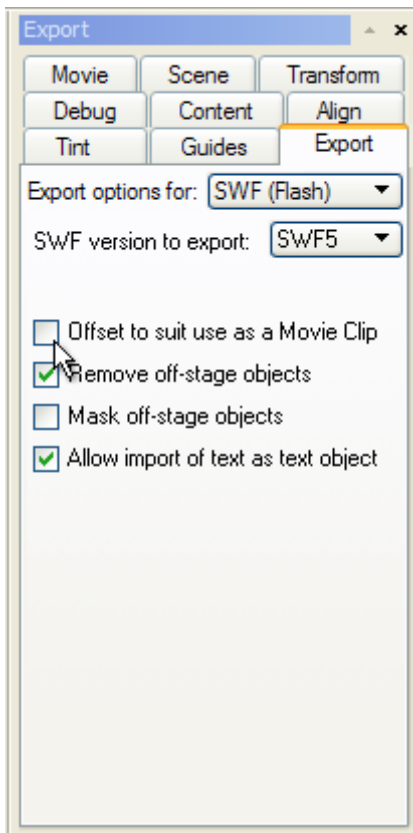 Export
Movie Scene Transform
Debug Content Align
Tint Guides Export
Export options for: SWF (Flash)
SWF version to export: SWF5
Offset to suit use as a Movie Clip
Remove off-stage objects
Mask off-stage objects
Allow import of text as text object